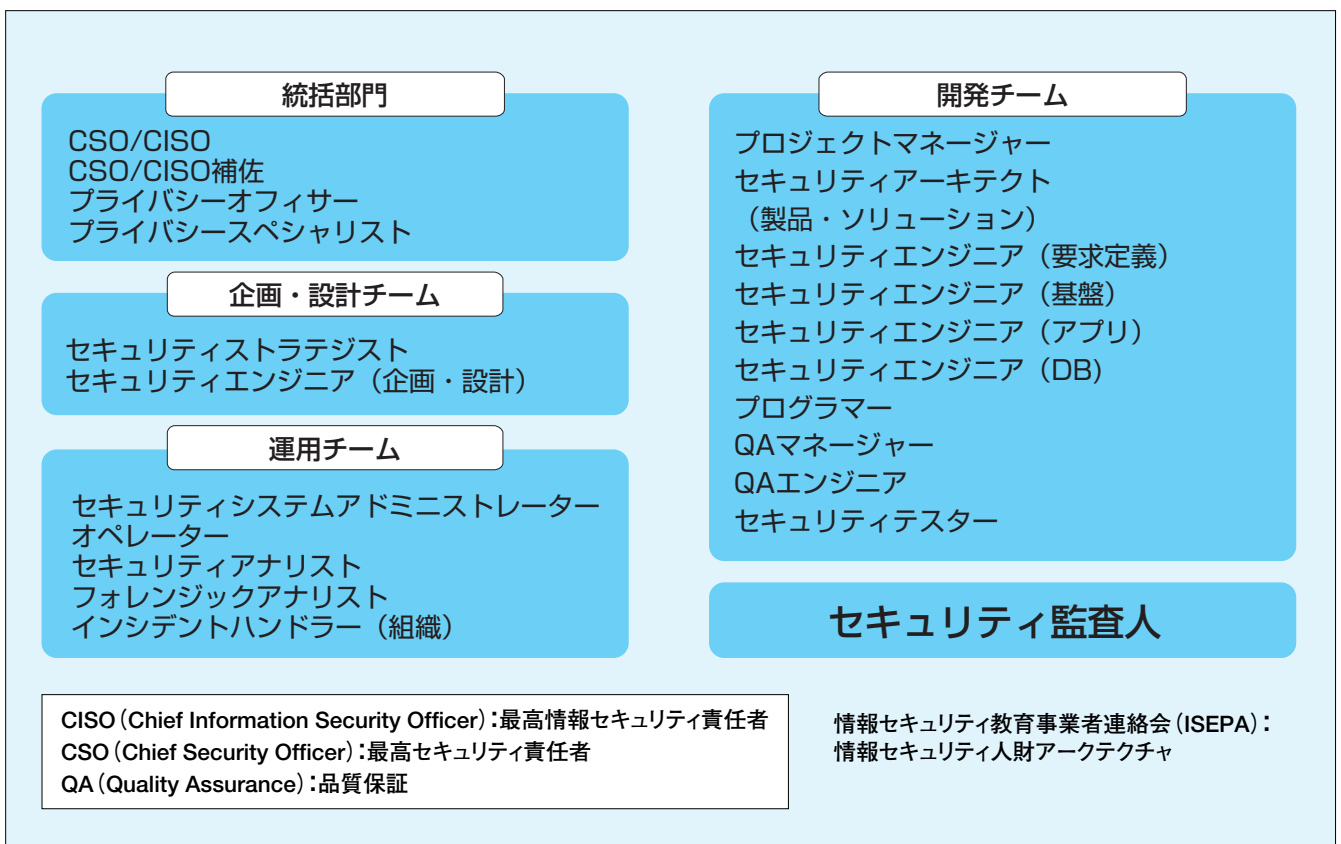 統括部門
CSO/CISO
CSO/CISO補佐
プライバシーオフィサー
プライバシースペシャリスト
企画・設計チーム
セキュリティストラテジスト
セキュリティエンジニア（企画・設計）
運用チーム
セキュリティシステムアドミニストレーター
オペレーター
セキュリティアナリスト
フォレンジックアナリスト
インシデントハンドラー（組織）
開発チーム
プロジェクトマネージャー
セキュリティアーキテクト
（製品・ソリューション）
セキュリティエンジニア（要求定義）
セキュリティエンジニア（基盤）
セキュリティエンジニア（アプリ）
セキュリティエンジニア（DB)
プログラマー
QAマネージャー
QAエンジニア
セキュリティテスター
セキュリティ監査人
CISO（Chief Information Security Officer）：最高情報セキュリティ責任者
CSO（Chief Security Officer）：最高セキュリティ責任者
QA（Quality Assurance）：品質保証
情報セキュリティ教育事業者連絡会（ISEPA）：
情報セキュリティ人財アークテクチャ